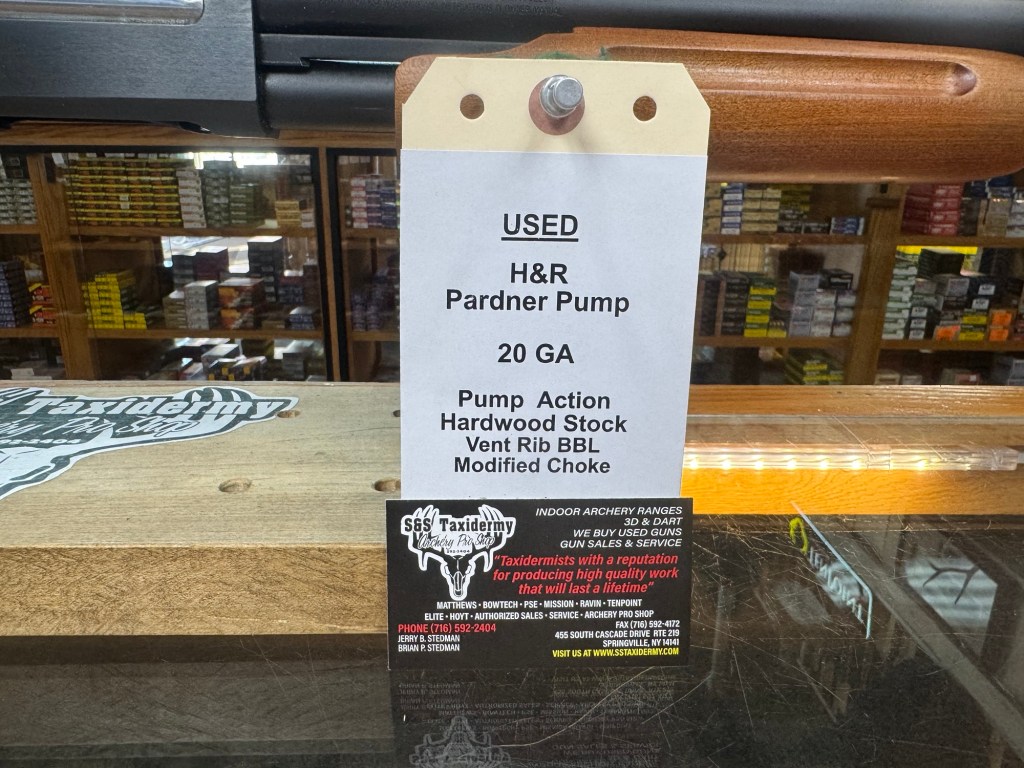 USED
H&R
Pardner Pump
20 GA
Pump Action
Hardwood Stock
Vent Rib BBL
Modified Choke
Taxidermy
Pro Shop
S&S Taxidermy
Archery Pro Shop
592-2404
INDOOR ARCHERY RANGES
3D & DART
WE BUY USED GUNS
GUN SALES & SERVICE
"Taxidermists with a reputation
for producing high quality work
that will last a lifetime"
MATTHEWS • BOWTECH • PSE • MISSION • RAVIN • TENPOINT
ELITE • HOYT • AUTHORIZED SALES • SERVICE • ARCHERY PRO SHOP
PHONE (716) 592-2404
JERRY B. STEDMAN
BRIAN P. STEDMAN
FAX (716) 592-4172
455 SOUTH CASCADE DRIVE RTE 219
SPRINGVILLE, NY 14141
VISIT US AT WWW.SSTAXIDERMY.COM